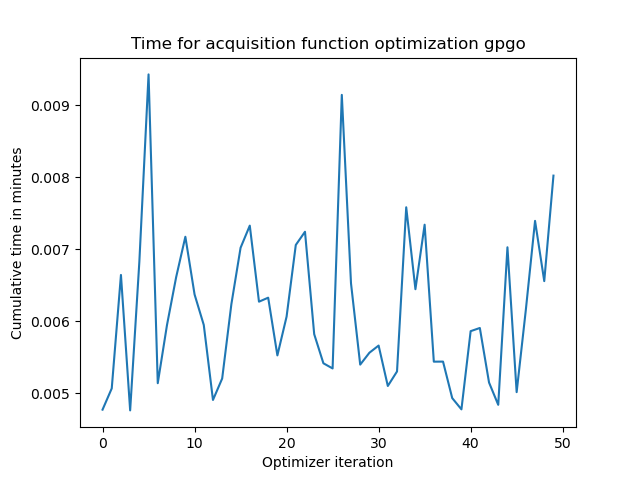 Time for acquisition function optimization gpgo
Cumulative time in minutes
0.009
0.008
0.007
0.006
0.005
0 10 20 30 40 50
Optimizer iteration